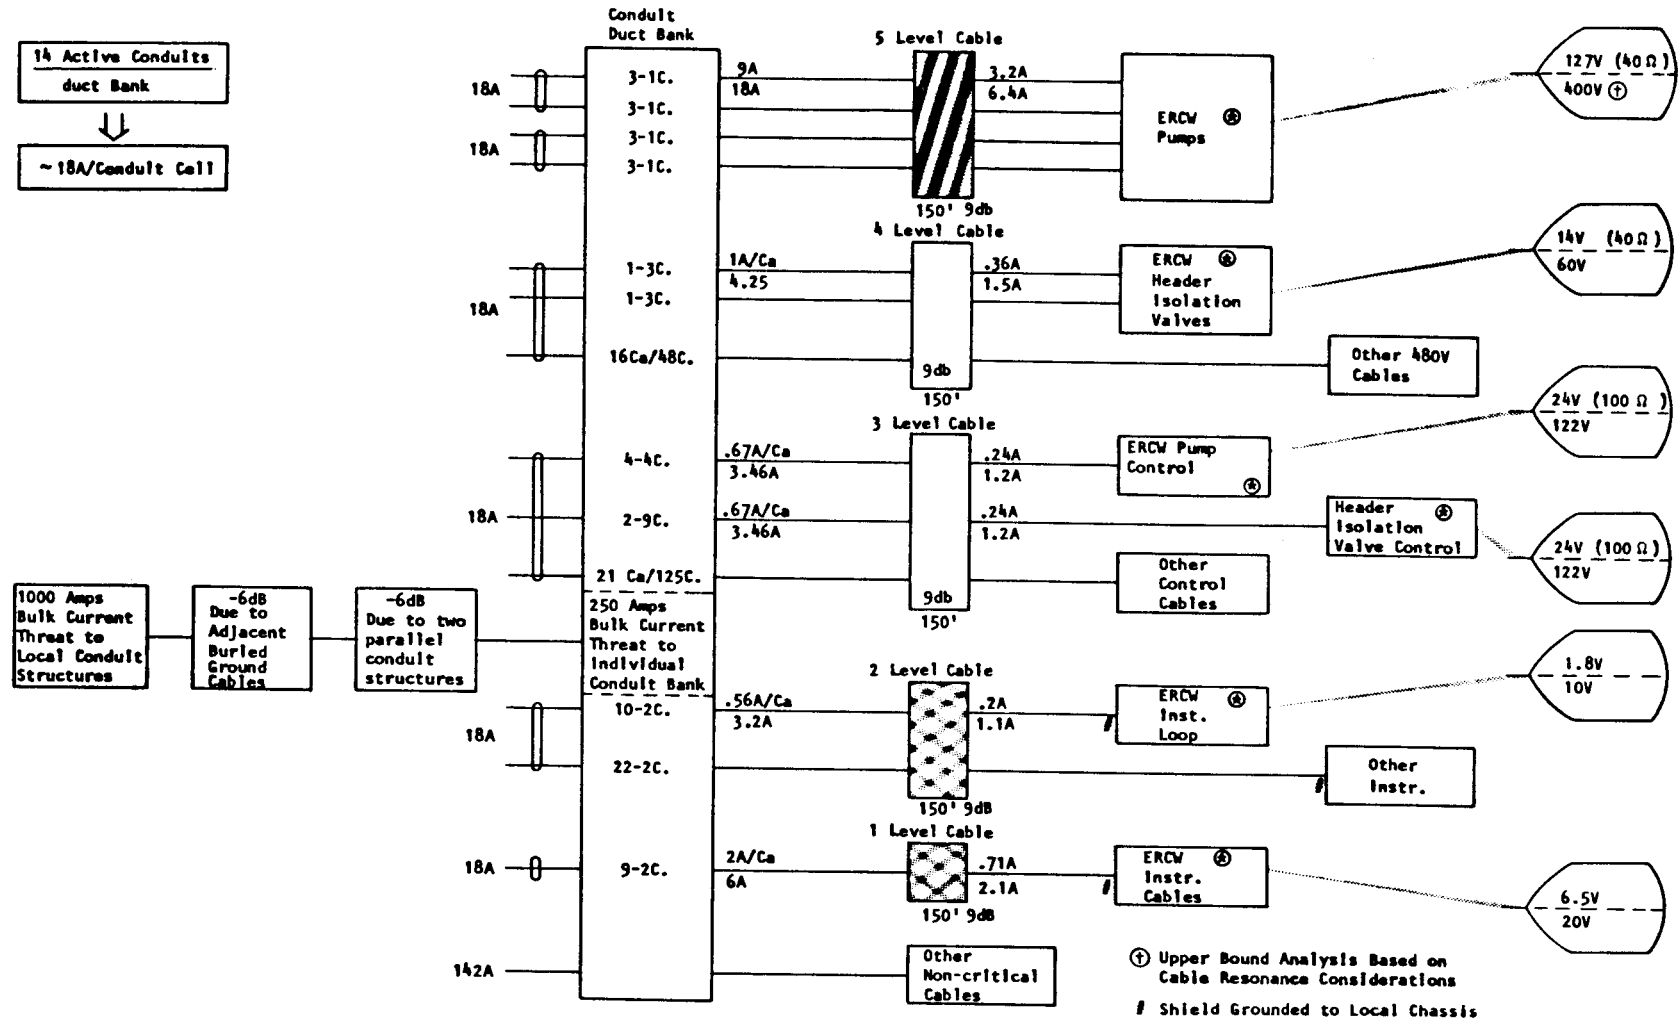 14 Active Conduits
duct Bank
~18A/Conduit Cell
Conduit
Duct Bank
18A
3-1C.
3-1C.
18A
3-1C.
3-1C.
9A
18A
5 Level Cable
150' 9db
3.2A
6.4A
ERCW
Pumps
127V (40Ω)
400V
18A
1-3C.
1-3C.
16Ca/48C.
1A/Ca
4.25
4 Level Cable
9db
150'
.36A
1.5A
ERCW
Header
Isolation
Valves
14V (40Ω)
60V
Other 480V
Cables
18A
4-4C.
2-9C.
21 Ca/125C.
.67A/Ca
3.46A
.67A/Ca
3.46A
3 Level Cable
9db
150'
.24A
1.2A
.24A
1.2A
ERCW Pump
Control
24V (100Ω)
122V
Header
Isolation
Valve Control
24V (100Ω)
122V
Other
Control
Cables
1000 Amps
Bulk Current
Threat to
Local Conduit
Structures
-6dB
Due to
Adjacent
Buried
Ground
Cables
-6dB
Due to two
parallel
conduit
structures
250 Amps
Bulk Current
Threat to
Individual
Conduit Bank
18A
10-2C.
22-2C.
.56A/Ca
3.2A
2 Level Cable
150' 9dB
.2A
1.1A
ERCW
Inst.
Loop
1.8V
10V
Other
Instr.
18A
9-2C.
2A/Ca
6A
1 Level Cable
150' 9dB
.71A
2.1A
ERCW
Instr.
Cables
6.5V
20V
142A
Other
Non-critical
Cables
† Upper Bound Analysis Based on
Cable Resonance Considerations
Shield Grounded to Local Chassis